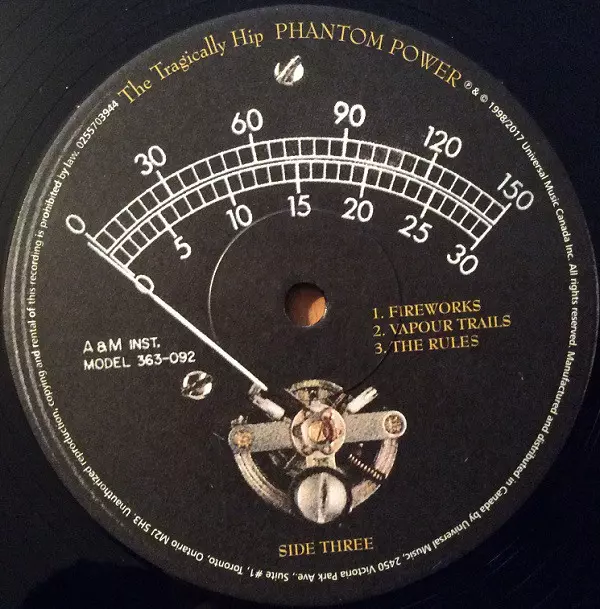 The Tragically Hip PHANTOM POWER
℗ & © 1998/2017 Universal Music Canada Inc. All rights reserved. Manufactured and distributed in Canada by Universal Music, 2450 Victoria Park Ave., Suite #1, Toronto, Ontario M2J 5H3. Unauthorized reproduction, copying and rental of this recording is prohibited by law. 0255703944
0 30 60 90 120 150
0 5 10 15 20 25 30
1. FIREWORKS
2. VAPOUR TRAILS
3. THE RULES
A & M INST.
MODEL 363-092
SIDE THREE